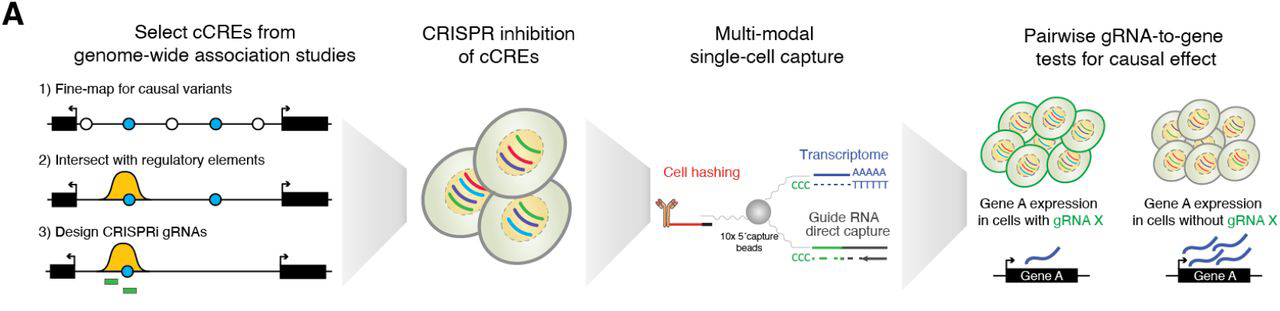 A
Select cCREs from
genome-wide association studies
1) Fine-map for causal variants
2) Intersect with regulatory elements
3) Design CRISPRi gRNAs
CRISPR inhibition
of cCREs
Multi-modal
single-cell capture
Cell hashing
Transcriptome
AAAAA
CCC
TTTTTT
10x 5´capture
beads
Guide RNA
direct capture
CCC
Pairwise gRNA-to-gene
tests for causal effect
Gene A expression
in cells with gRNA X
Gene A
Gene A expression
in cells without gRNA X
Gene A